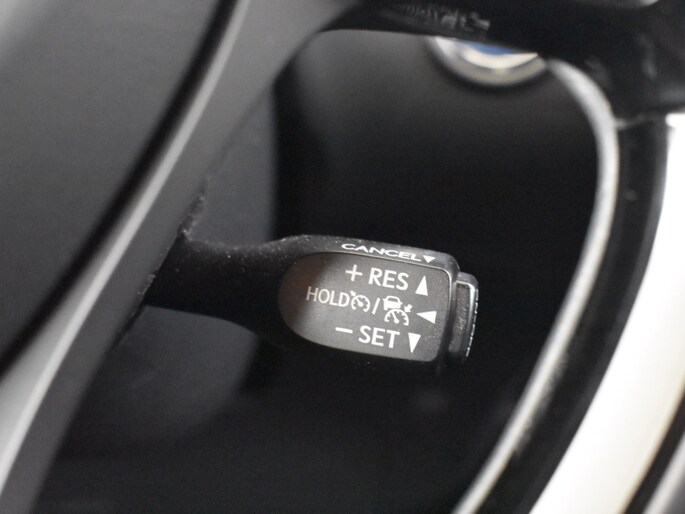 CANCEL▼
+ RES ▲
HOLD / ◀
− SET ▼